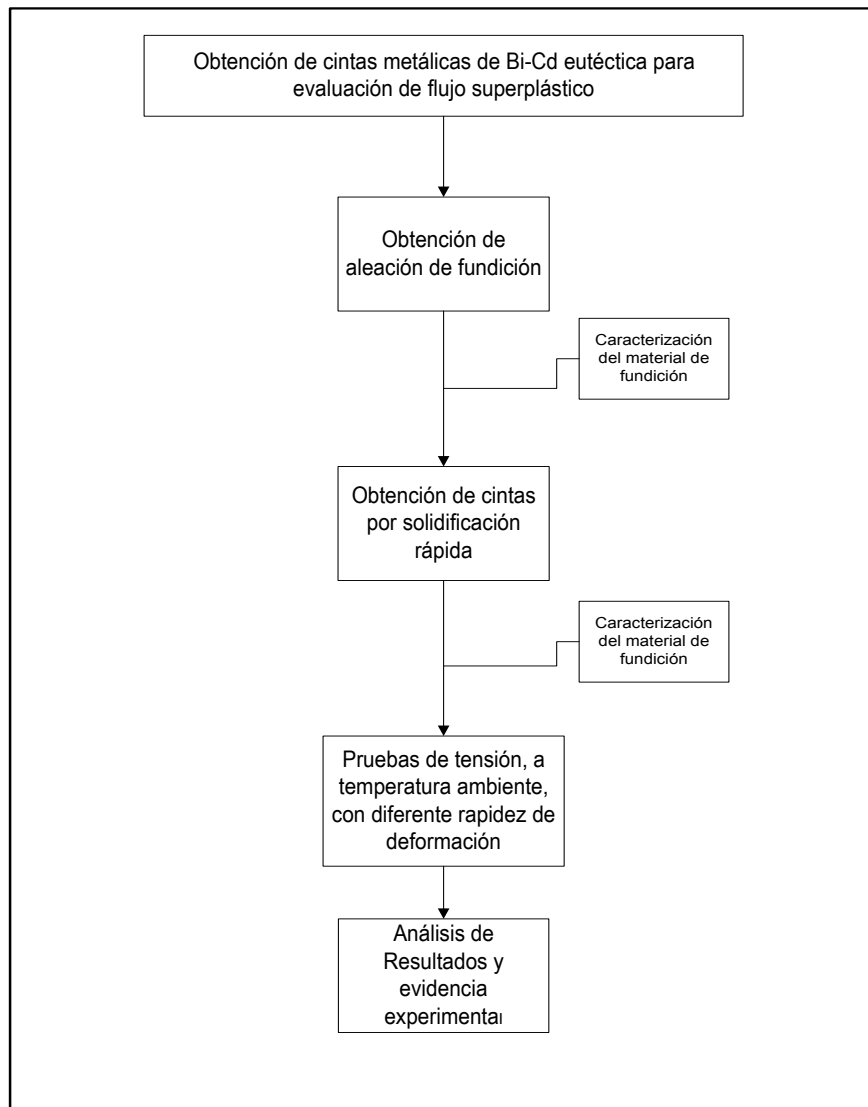 Obtención de cintas metálicas de Bi-Cd eutéctica para
evaluación de flujo superplástico
Obtención de
aleación de fundición
Caracterización
del material de
fundición
Obtención de cintas
por solidificación
rápida
Caracterización
del material de
fundición
Pruebas de tensión, a
temperatura ambiente,
con diferente rapidez de
deformación
Análisis de
Resultados y
evidencia
experimental